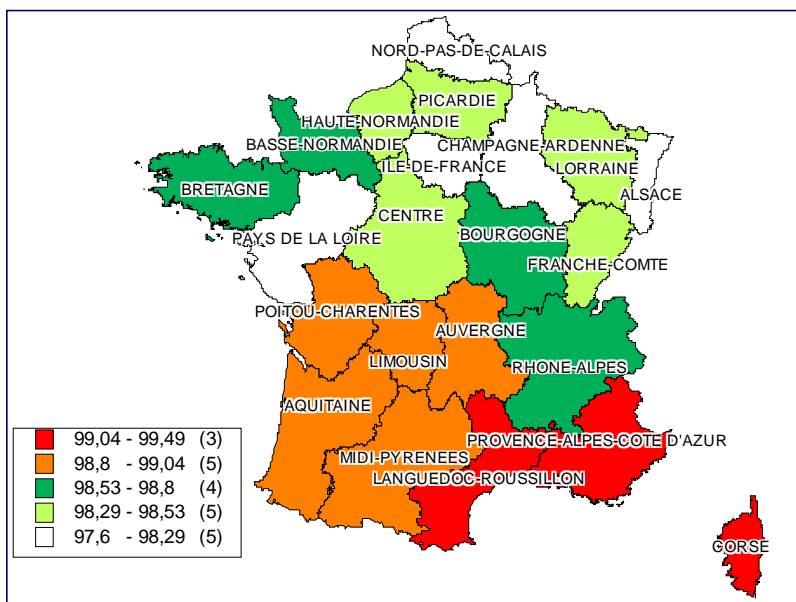 NORD-PAS-DE-CALAIS
PICARDIE
HAUTE-NORMANDIE
BASSE-NORMANDIE
CHAMPAGNE-ARDENNE
ILE-DE-FRANCE
LORRAINE
ALSACE
BRETAGNE
CENTRE
PAYS DE LA LOIRE
BOURGOGNE
FRANCHE-COMTE
POITOU-CHARENTES
AUVERGNE
LIMOUSIN
RHONE-ALPES
AQUITAINE
PROVENCE-ALPES-COTE D'AZUR
MIDI-PYRENEES
LANGUEDOC-ROUSSILLON
CORSE
99,04 - 99,49 (3)
98,8 - 99,04 (5)
98,53 - 98,8 (4)
98,29 - 98,53 (5)
97,6 - 98,29 (5)